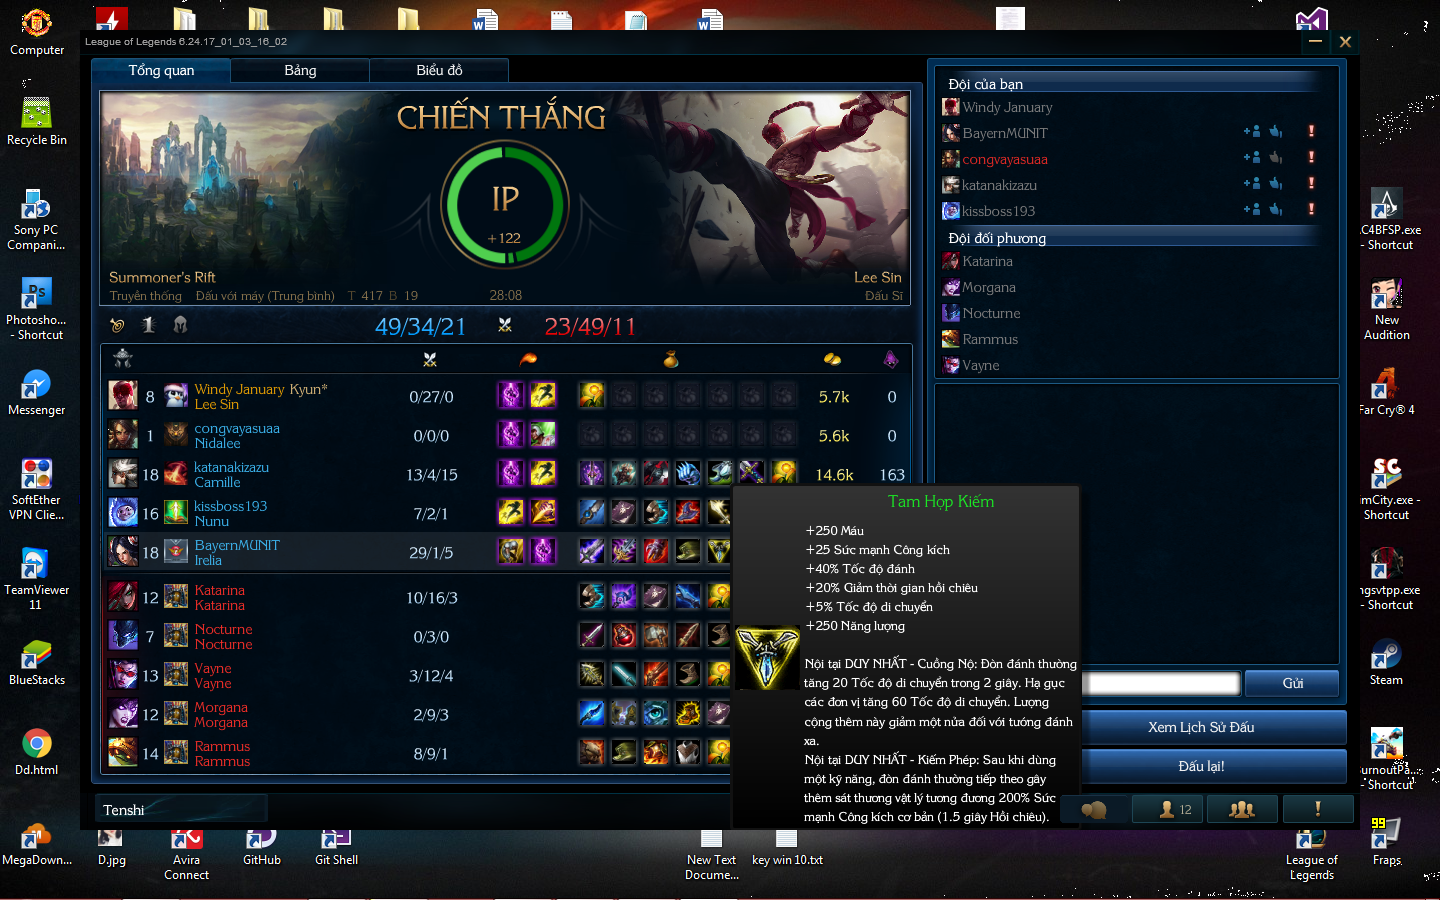 Computer
Recycle Bin
Sony PC
Compani...
Photosho...
- Shortcut
Messenger
SoftEther
VPN Clie...
TeamViewer
11
BlueStacks
Dd.html
MegaDown...
League of Legends 6.24.17_01_03_16_02
Tổng quan
Bảng
Biểu đồ
CHIẾN THẮNG
IP
+122
Summoner's Rift
Lee Sin
Truyền thống Đấu với máy (Trung bình) T 417 B 19
28:08
Đấu Sĩ
1
49/34/21
23/49/11
8 Windy January Kyun* 0/27/0 5.7k 0
Lee Sin
1 congvayasuaa 0/0/0 5.6k 0
Nidalee
18 katanakizazu 13/4/15 14.6k 163
Camille
16 kissboss193 7/2/1
Nunu
18 BayernMUNIT 29/1/5
Irelia
12 Katarina 10/16/3
Katarina
7 Nocturne 0/3/0
Nocturne
13 Vayne 3/12/4
Vayne
12 Morgana 2/9/3
Morgana
14 Rammus 8/9/1
Rammus
Tenshi
Tam Hợp Kiếm
+250 Máu
+25 Sức mạnh Công kích
+40% Tốc độ đánh
+20% Giảm thời gian hồi chiêu
+5% Tốc độ di chuyển
+250 Năng lượng
Nội tại DUY NHẤT - Cuồng Nộ: Đòn đánh thường
tăng 20 Tốc độ di chuyển trong 2 giây. Hạ gục
các đơn vị tăng 60 Tốc độ di chuyển. Lượng
cộng thêm này giảm một nửa đối với tướng đánh
xa.
Nội tại DUY NHẤT - Kiếm Phép: Sau khi dùng
một kỹ năng, đòn đánh thường tiếp theo gây
thêm sát thương vật lý tương đương 200% Sức
mạnh Công kích cơ bản (1.5 giây Hồi chiêu).
Đội của bạn
Windy January
BayernMUNIT
congvayasuaa
katanakizazu
kissboss193
Đội đối phương
Katarina
Morgana
Nocturne
Rammus
Vayne
Gửi
Xem Lịch Sử Đấu
Đấu lại!
12
.C4BFSP.exe
- Shortcut
New
Audition
Far Cry® 4
imCity.exe -
Shortcut
ngsvtpp.exe
- Shortcut
Steam
BurnoutPa...
- Shortcut
99
Fraps
D.jpg
Avira
Connect
GitHub
Git Shell
New Text
Docume...
key win 10.txt
League of
Legends